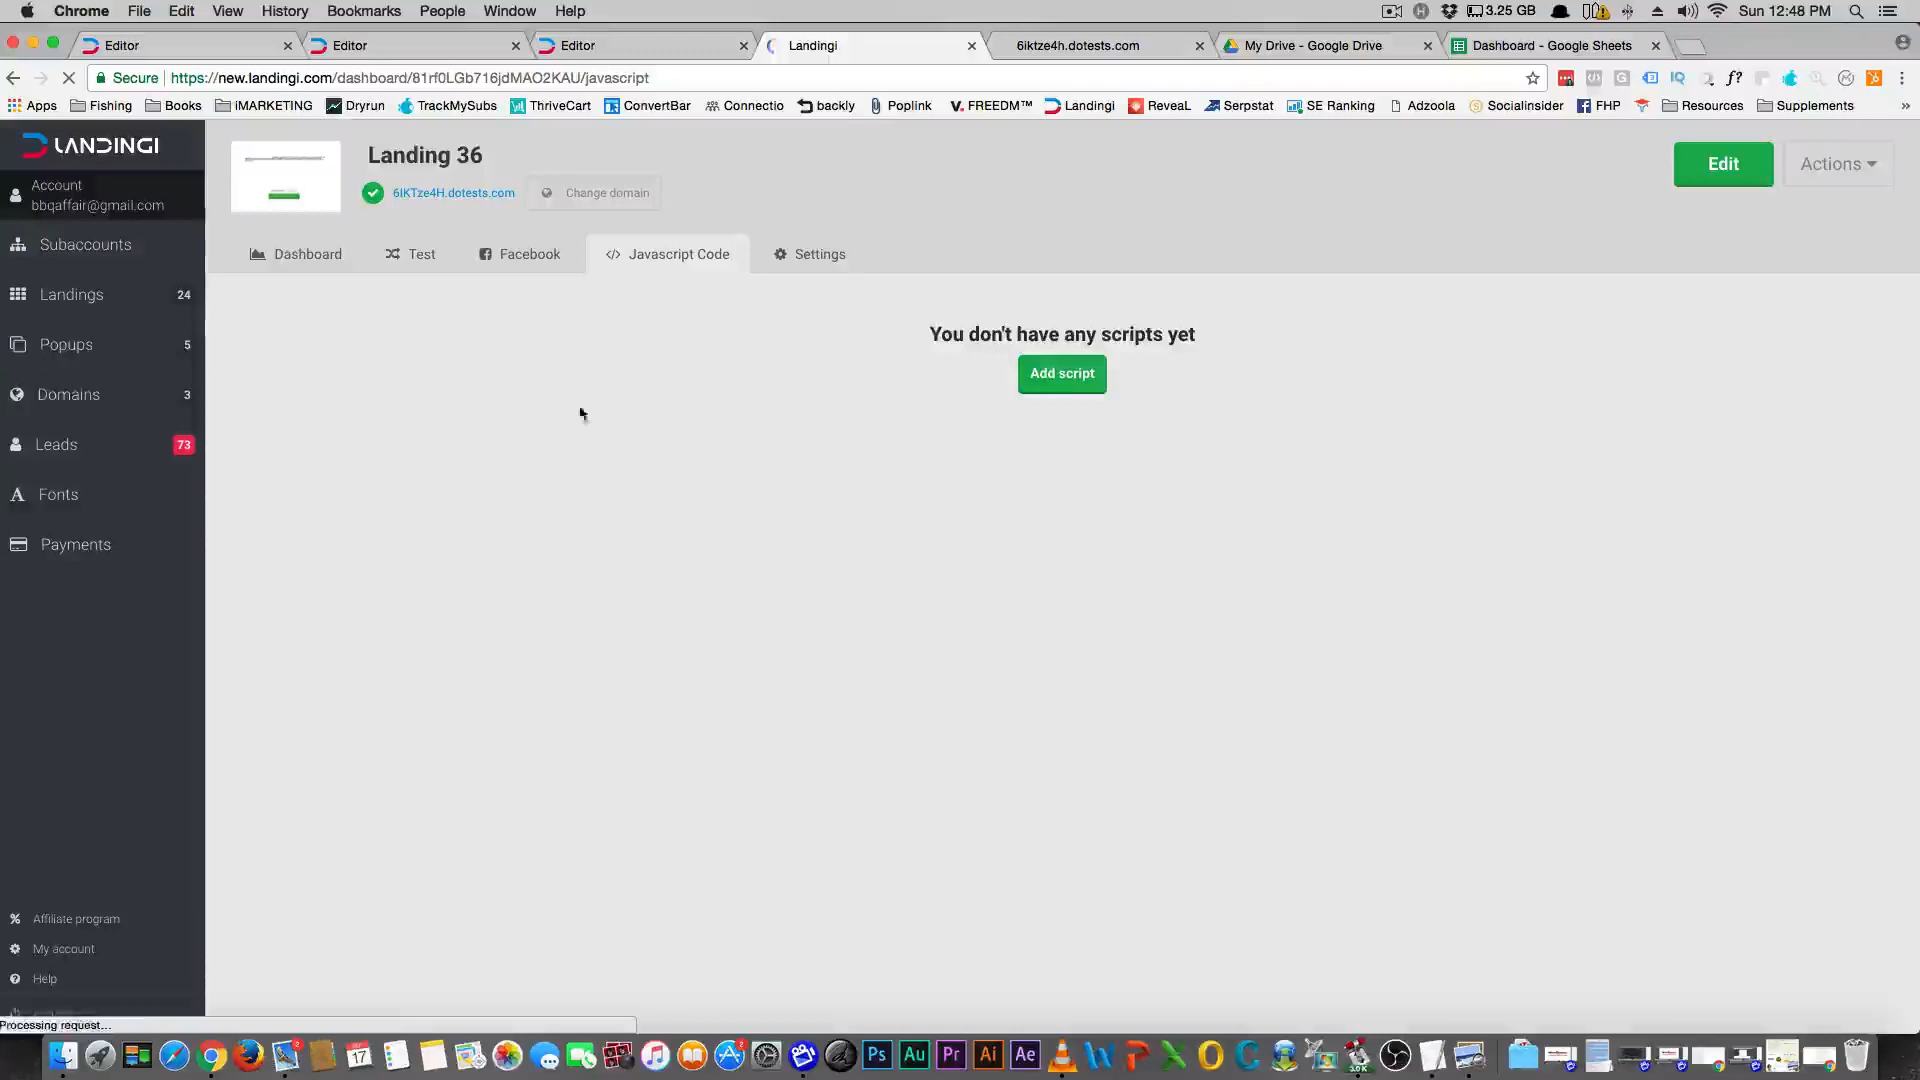 Chrome File Edit View History Bookmarks People Window Help
3.25 GB Sun 12:48 PM
Editor Editor Editor Landingi 6iktze4h.dotests.com My Drive - Google Drive Dashboard - Google Sheets
Secure https://new.landingi.com/dashboard/81rf0LGb716jdMAO2KAU/javascript
Apps Fishing Books iMARKETING Dryrun TrackMySubs ThriveCart ConvertBar Connectio backly Poplink V. FREEDM™ Landingi ReveaL Serpstat SE Ranking Adzoola Socialinsider FHP Resources Supplements »
LANDINGI
Account
bbqaffair@gmail.com
Subaccounts
Landings 24
Popups 5
Domains 3
Leads 73
Fonts
Payments
Affiliate program
My account
Help
Processing request...
Landing 36
6IKTze4H.dotests.com Change domain
Edit Actions
Dashboard Test Facebook </> Javascript Code Settings
You don't have any scripts yet
Add script
2 17 2 Ps Au Pr Ai Ae